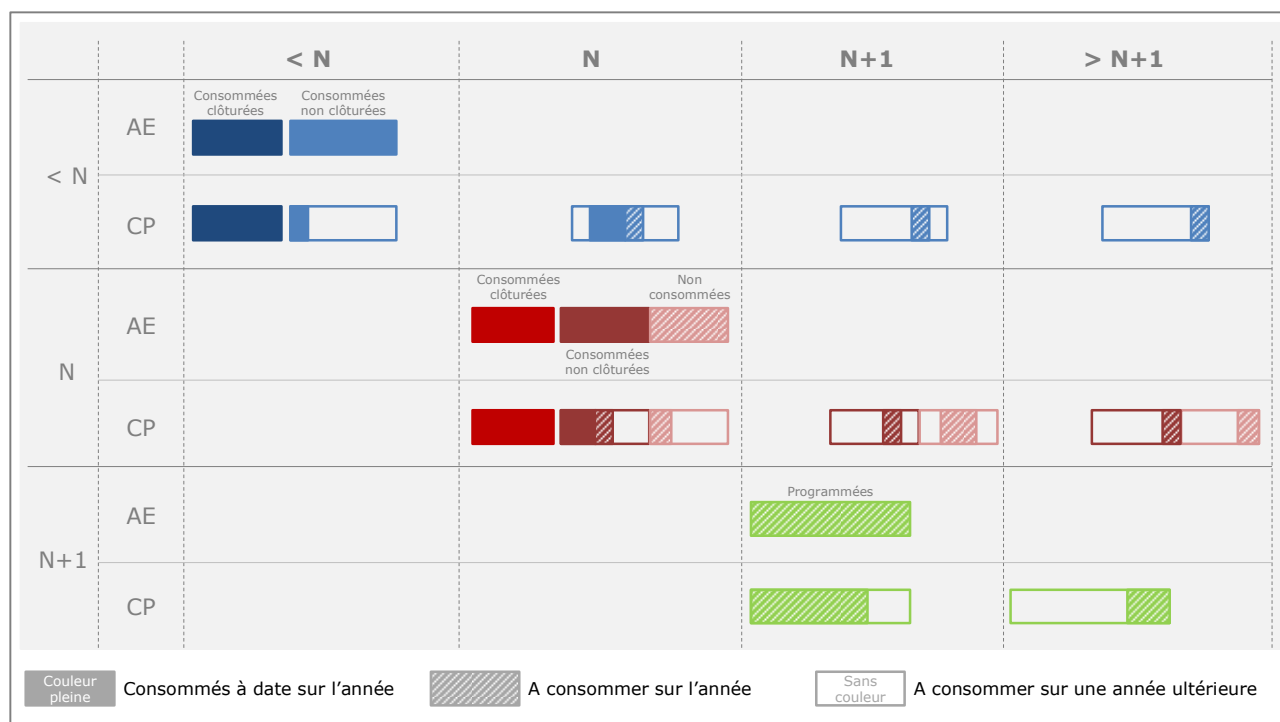 < N
N
N+1
> N+1
Consommées
clôturées
Consommées
non clôturées
AE
< N
CP
Consommées
clôturées
Non
consommées
AE
Consommées
non clôturées
N
CP
Programmées
AE
N+1
CP
Couleur
pleine
Consommés à date sur l'année
A consommer sur l'année
Sans
couleur
A consommer sur une année ultérieure